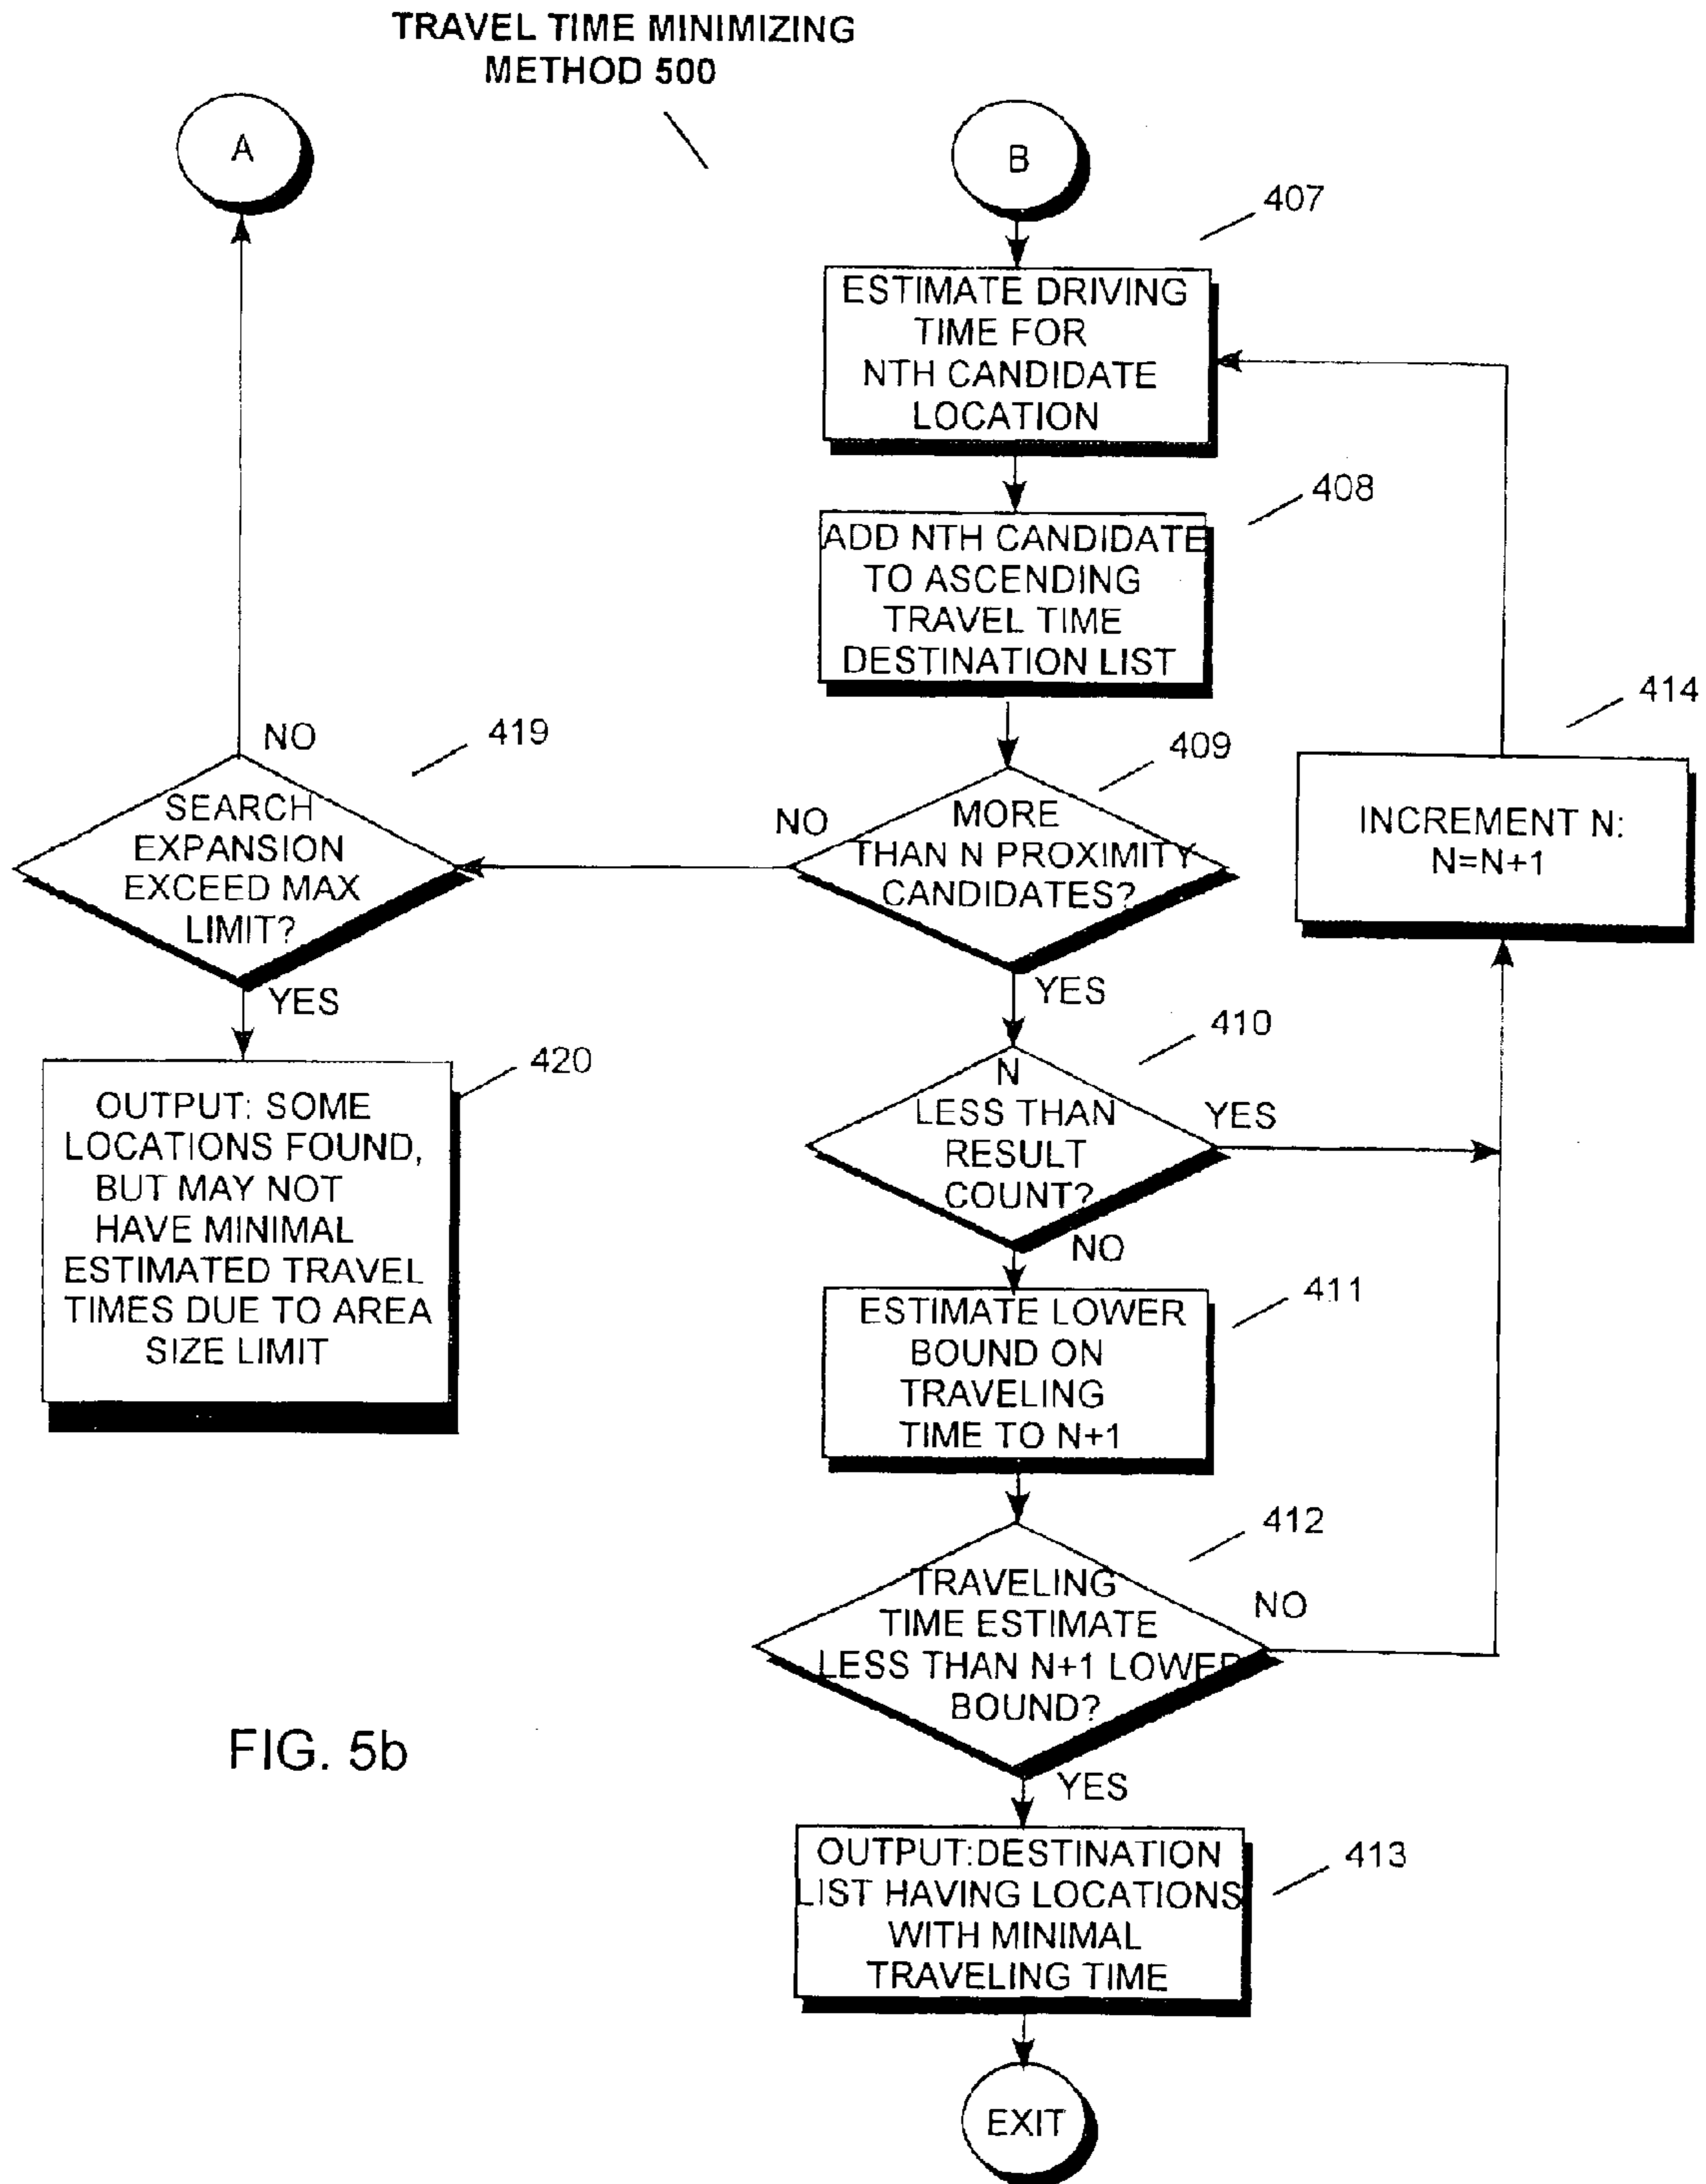 TRAVEL TIME MINIMIZING
METHOD 500
A
B
407
ESTIMATE DRIVING
TIME FOR
NTH CANDIDATE
LOCATION
408
ADD NTH CANDIDATE
TO ASCENDING
TRAVEL TIME
DESTINATION LIST
414
INCREMENT N:
N=N+1
409
MORE
THAN N PROXIMITY
CANDIDATES?
NO
YES
419
NO
SEARCH
EXPANSION
EXCEED MAX
LIMIT?
YES
420
OUTPUT: SOME
LOCATIONS FOUND,
BUT MAY NOT
HAVE MINIMAL
ESTIMATED TRAVEL
TIMES DUE TO AREA
SIZE LIMIT
410
N
LESS THAN
RESULT
COUNT?
YES
NO
411
ESTIMATE LOWER
BOUND ON
TRAVELING
TIME TO N+1
412
TRAVELING
TIME ESTIMATE
LESS THAN N+1 LOWER
BOUND?
NO
YES
413
OUTPUT:DESTINATION
LIST HAVING LOCATIONS
WITH MINIMAL
TRAVELING TIME
EXIT
FIG. 5b